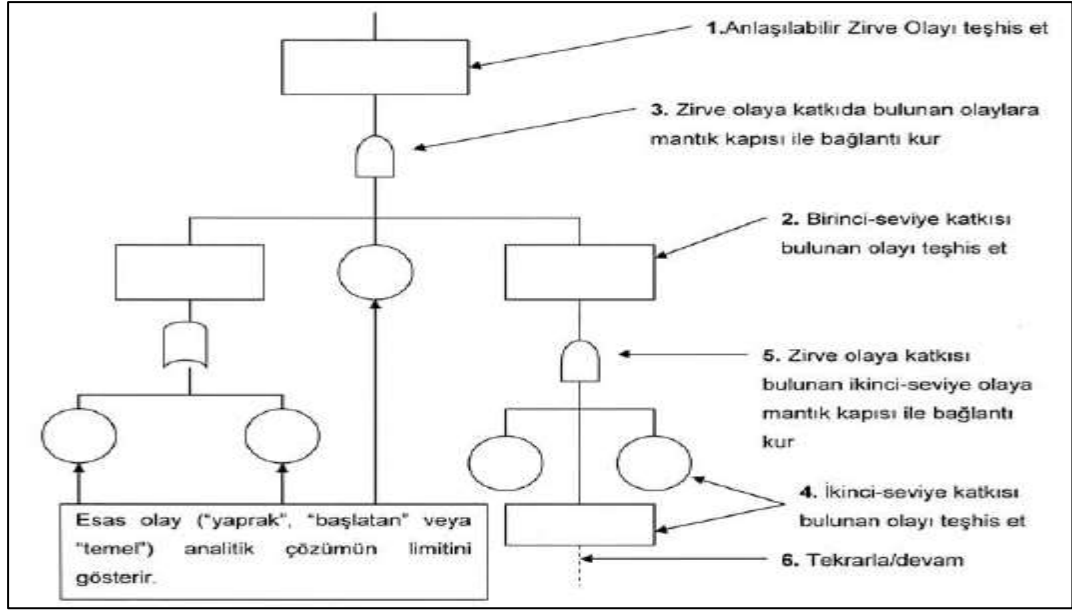 1.Anlaşılabilir Zirve Olayı teşhis et
3. Zirve olaya katkıda bulunan olaylara
mantık kapısı ile bağlantı kur
2. Birinci-seviye katkısı
bulunan olayı teşhis et
5. Zirve olaya katkısı
bulunan ikinci-seviye olaya
mantık kapısı ile bağlantı
kur
4. İkinci-seviye katkısı
bulunan olayı teşhis et
6. Tekrarla/devam
Esas olay ("yaprak", "başlatan" veya
"temel") analitik çözümün limitini
gösterir.